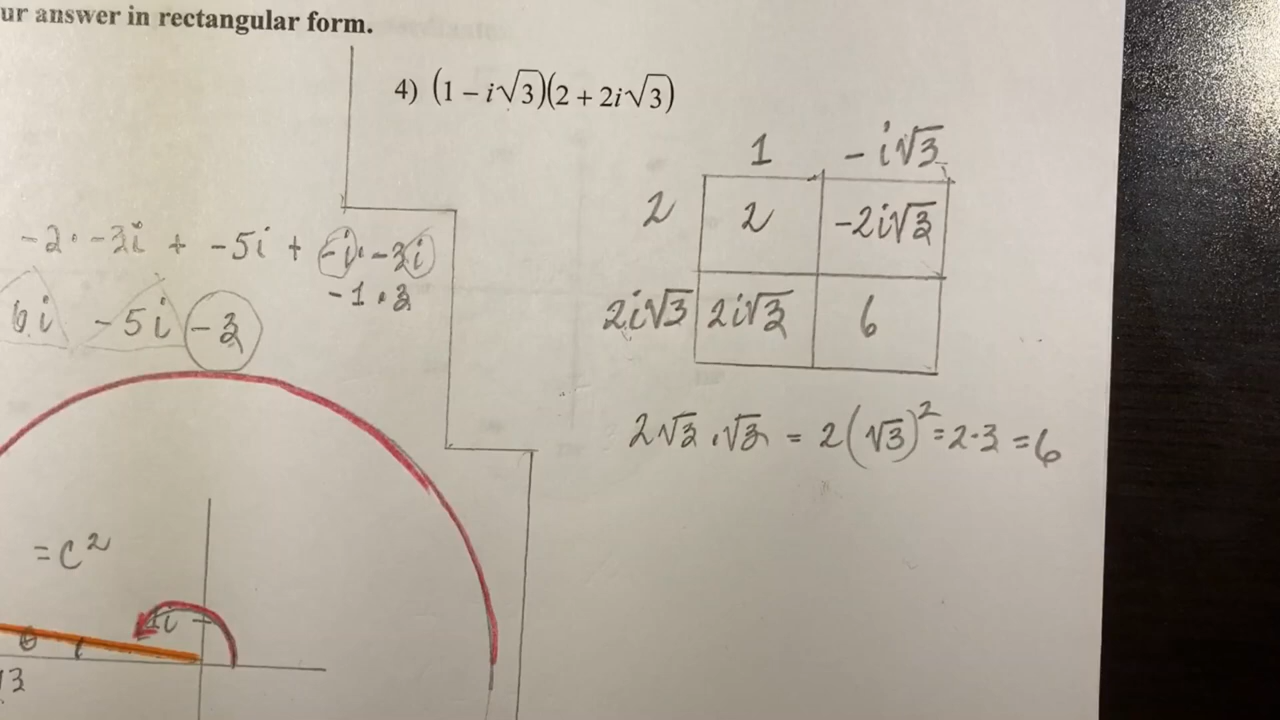 ur answer in rectangular form.
4) (1 − i√3)(2 + 2i√3)
1 -i√3
2 2 -2i√3
2i√3 2i√3 6
-2 · -3i + -5i + -i · -3i
-1 · 3
6i -5i -3
2√3 · √3 = 2(√3)² = 2·3 = 6
= c²
1i
θ